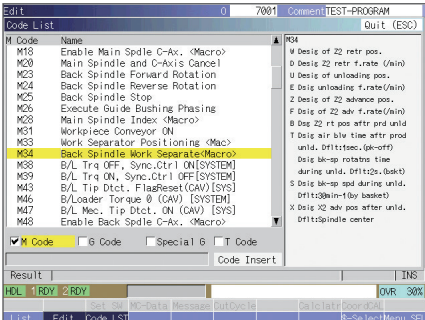 Edit 0 7001 Comment TEST-PROGRAM
Code List Quit (ESC)
M Code Name
M18 Enable Main Spdle C-Ax. <Macro>
M20 Main Spindle and C-Axis Cancel
M23 Back Spindle Forward Rotation
M24 Back Spindle Reverse Rotation
M25 Back Spindle Stop
M26 Execute Guide Bushing Phasing
M28 Main Spindle Index <Macro>
M31 Workpiece Conveyor ON
M33 Work Separator Positioning <Mac>
M34 Back Spindle Work Separate<Macro>
M38 B/L Trq OFF, Sync.Ctrl ON[SYSTEM]
M39 B/L Trq ON, Sync.Ctrl OFF[SYSTEM]
M43 B/L Tip Dtct. FlagReset(CAV)[SYS]
M46 B/Loader Torque 0 (CAV) [SYSTEM]
M47 B/L Mec. Tip Dtct. ON (CAV) [SYS]
M48 Enable Back Spdle C-Ax. <Macro>
M34
W Desig of Z2 retr pos.
D Desig Z2 retr f.rate (/min)
U Desig of unloading pos.
E Dsig unloading f.rate(/min)
Z Desig of Z2 advance pos.
F Dsig of Z2 adv f.rate(/min)
B Dsg Z2 rt pos aftr prd unld
T Dsig air blw time aftr prod
unld. Dflt:1sec.(pk-off)
Dsig bk-sp rotatns time
during unld. Dflt:2s.(bskt)
S Dsig bk-sp spd during unld.
Dflt:30min-1(by basket)
X Dsig X2 adv pos after unld.
Dflt:Spindle center
M Code G Code Special G T Code
Code Insert
Result INS
HDL 1 RDY 2 RDY OVR 30%
Set SW MC-Data Message CutCycle Calclatr CoordCAL
List Edit Code LST $-Select Menu SEL